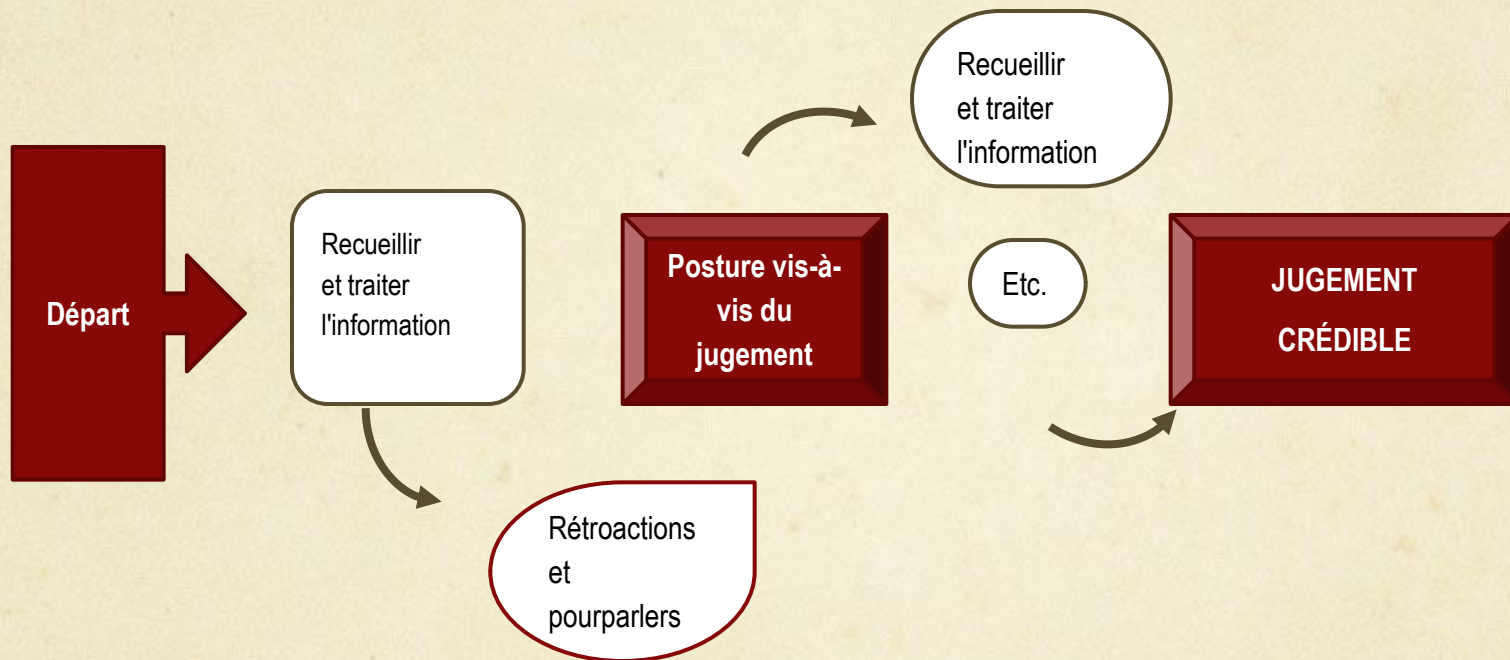 Départ
Recueillir
et traiter
l'information
Rétroactions
et
pourparlers
Posture vis-à-
vis du
jugement
Recueillir
et traiter
l'information
Etc.
JUGEMENT
CRÉDIBLE